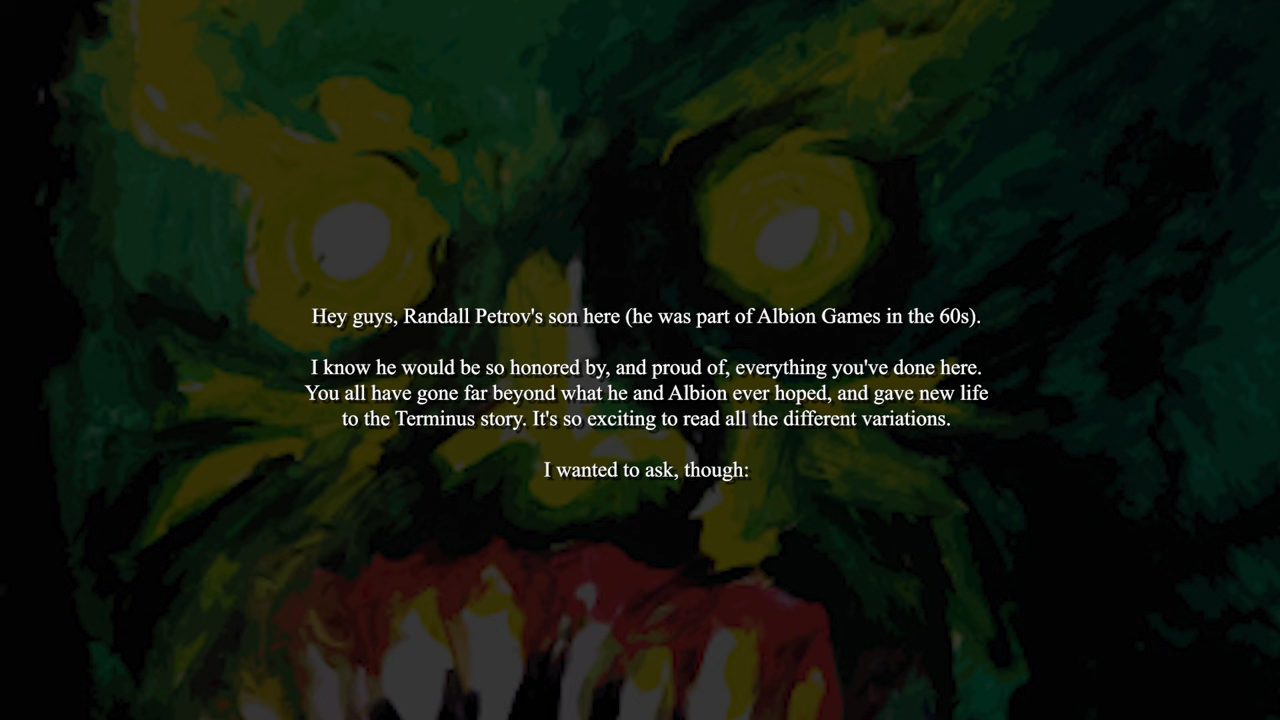 Hey guys, Randall Petrov's son here (he was part of Albion Games in the 60s).
I know he would be so honored by, and proud of, everything you've done here.
You all have gone far beyond what he and Albion ever hoped, and gave new life
to the Terminus story. It's so exciting to read all the different variations.
I wanted to ask, though: